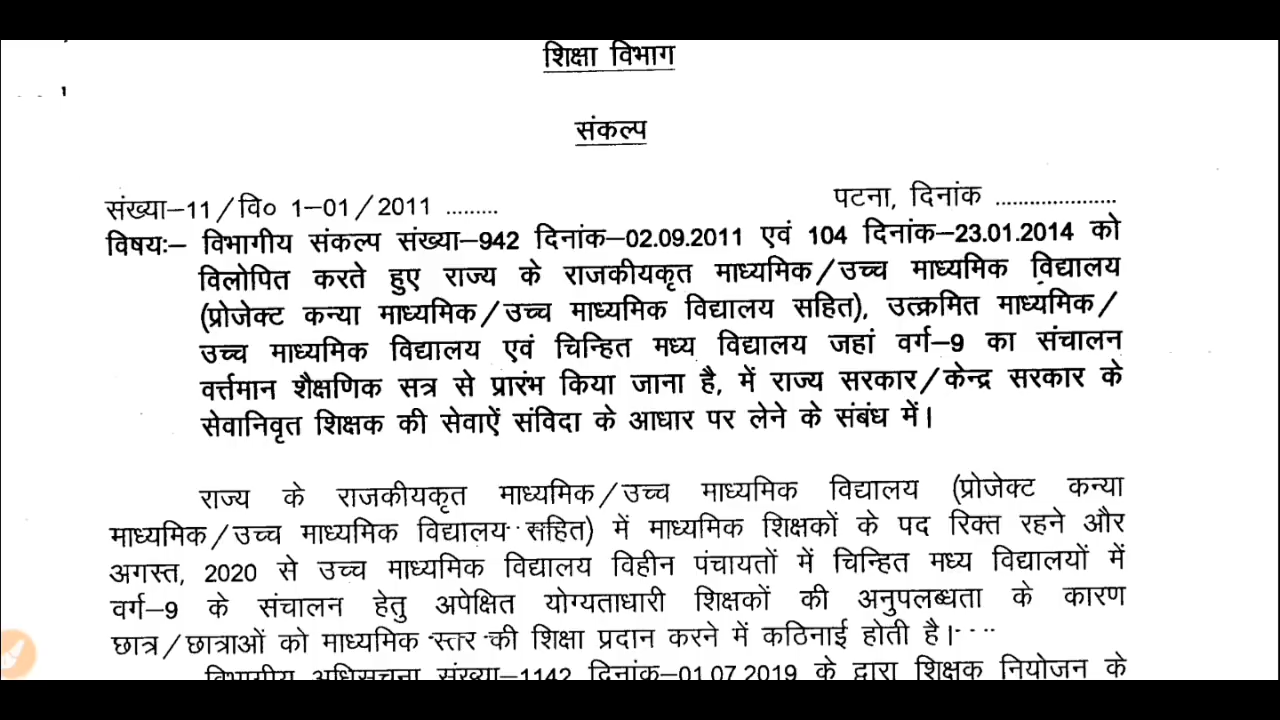 शिक्षा विभाग
संकल्प
संख्या–11/वि० 1–01/2011 ......... पटना, दिनांक .....................
विषयः– विभागीय संकल्प संख्या–942 दिनांक–02.09.2011 एवं 104 दिनांक–23.01.2014 को
विलोपित करते हुए राज्य के राजकीयकृत माध्यमिक/उच्च माध्यमिक विद्यालय
(प्रोजेक्ट कन्या माध्यमिक/उच्च माध्यमिक विद्यालय सहित), उत्क्रमित माध्यमिक/
उच्च माध्यमिक विद्यालय एवं चिन्हित मध्य विद्यालय जहां वर्ग–9 का संचालन
वर्त्तमान शैक्षणिक सत्र से प्रारंभ किया जाना है, में राज्य सरकार/केन्द्र सरकार के
सेवानिवृत शिक्षक की सेवाऐं संविदा के आधार पर लेने के संबंध में।
राज्य के राजकीयकृत माध्यमिक/उच्च माध्यमिक विद्यालय (प्रोजेक्ट कन्या
माध्यमिक/उच्च माध्यमिक विद्यालय सहित) में माध्यमिक शिक्षकों के पद रिक्त रहने और
अगस्त, 2020 से उच्च माध्यमिक विद्यालय विहीन पंचायतों में चिन्हित मध्य विद्यालयों में
वर्ग–9 के संचालन हेतु अपेक्षित योग्यताधारी शिक्षकों की अनुपलब्धता के कारण
छात्र/छात्राओं को माध्यमिक स्तर की शिक्षा प्रदान करने में कठिनाई होती है।
विभागीय अधिसूचना संख्या–1142 दिनांक–01.07.2019 के द्वारा शिक्षक नियोजन के